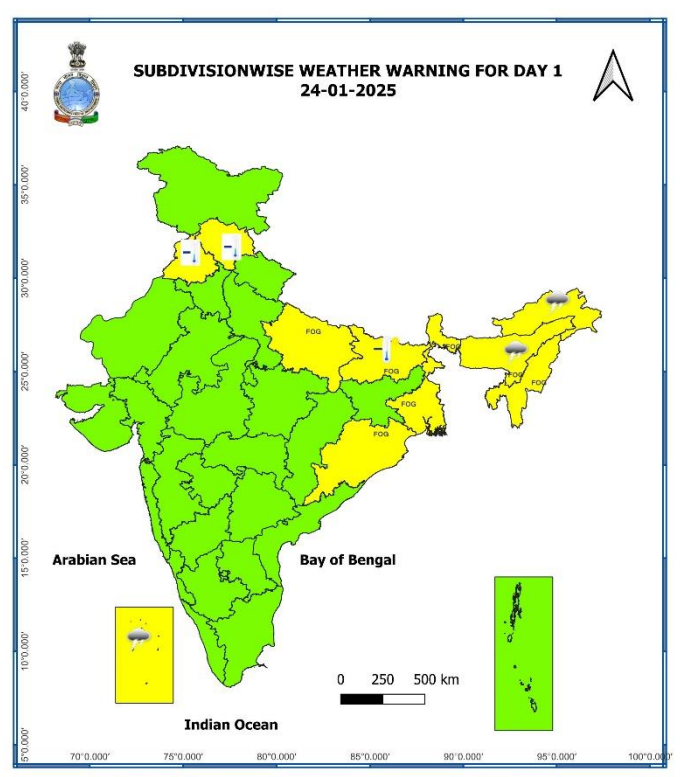 SUBDIVISIONWISE WEATHER WARNING FOR DAY 1
24-01-2025
40°0.000'
35°0.000'
30°0.000'
25°0.000'
20°0.000'
15°0.000'
10°0.000'
5°0.000'
FOG
FOG
FOG
FOG
FOG
FOG
FOG
Arabian Sea
Bay of Bengal
0 250 500 km
Indian Ocean
70°0.000' 75°0.000' 80°0.000' 85°0.000' 90°0.000' 95°0.000' 100°0.000'